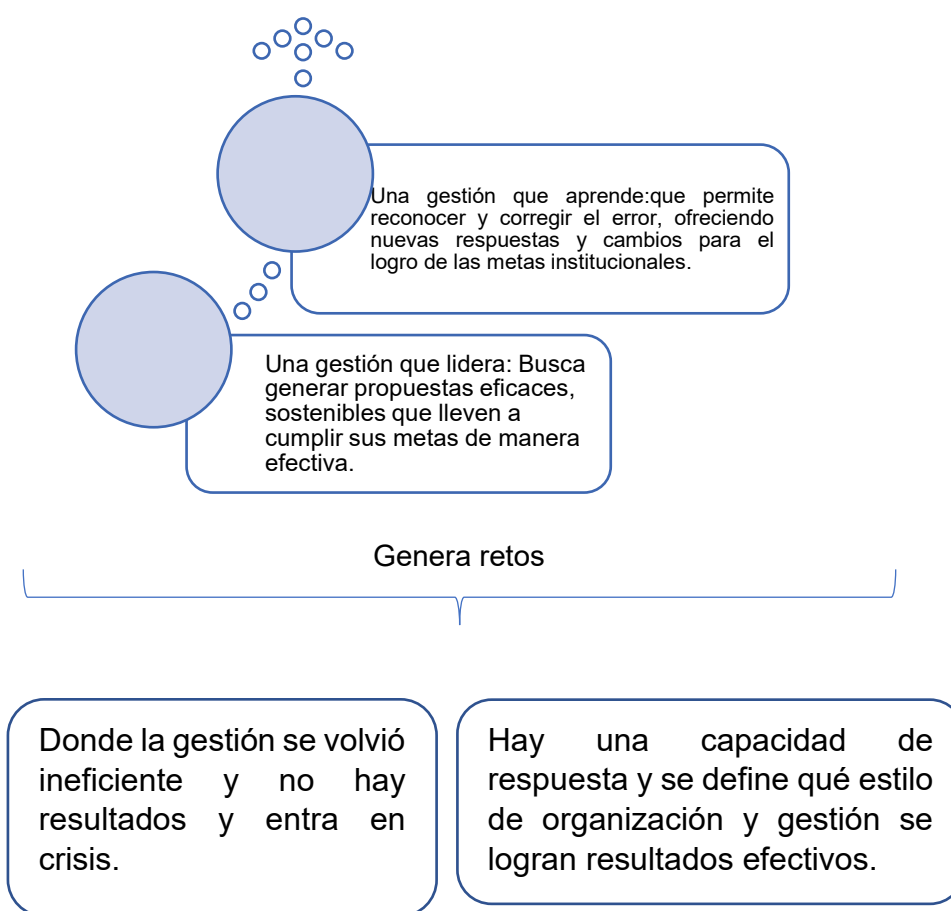 Una gestión que aprende:que permite
reconocer y corregir el error, ofreciendo
nuevas respuestas y cambios para el
logro de las metas institucionales.
Una gestión que lidera: Busca
generar propuestas eficaces,
sostenibles que lleven a
cumplir sus metas de manera
efectiva.
Genera retos
Donde la gestión se volvió
ineficiente y no hay
resultados y entra en
crisis.
Hay una capacidad de
respuesta y se define qué estilo
de organización y gestión se
logran resultados efectivos.